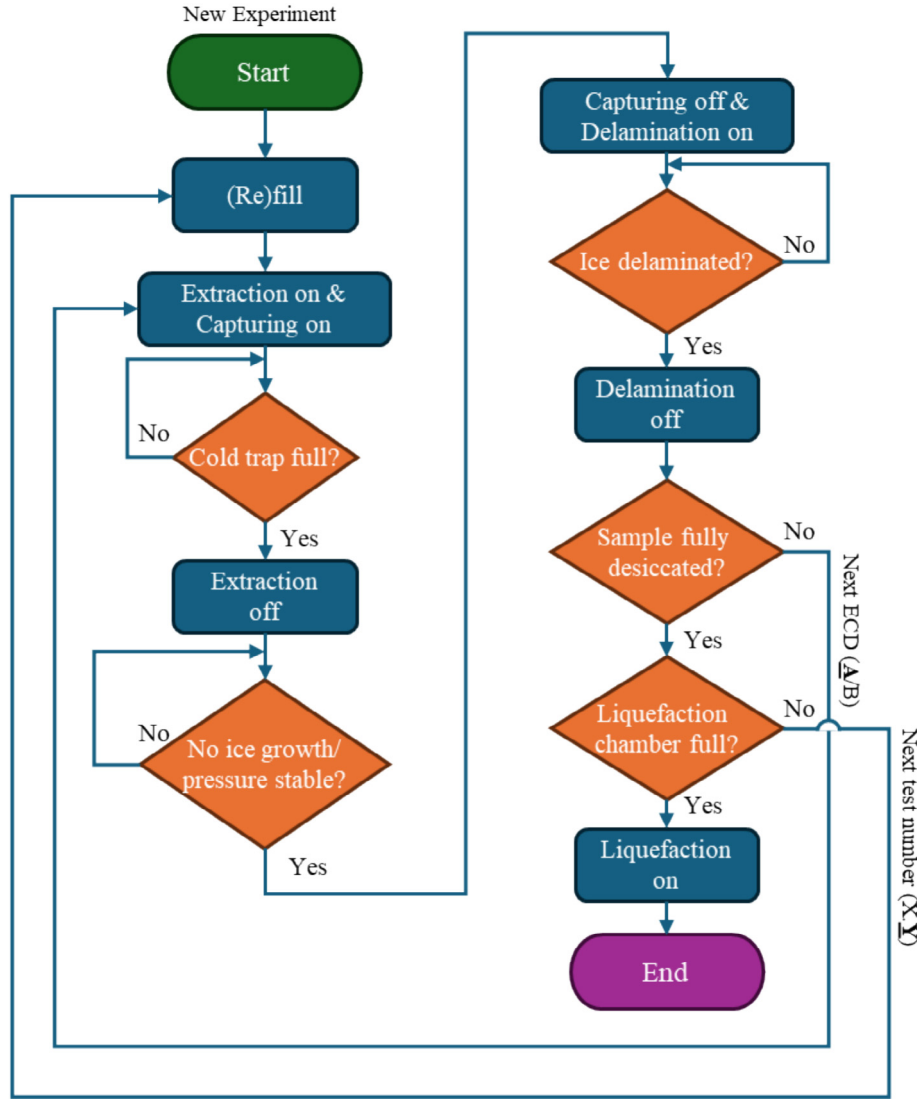 New Experiment
Start
(Re)fill
Extraction on &
Capturing on
No
Cold trap full?
Yes
Extraction
off
No
No ice growth/
pressure stable?
Yes
Capturing off &
Delamination on
No
Ice delaminated?
Yes
Delamination
off
No
Sample fully
desiccated?
Yes
Next ECD (A/B)
No
Liquefaction
chamber full?
Yes
Next test number (X.Y)
Liquefaction
on
End